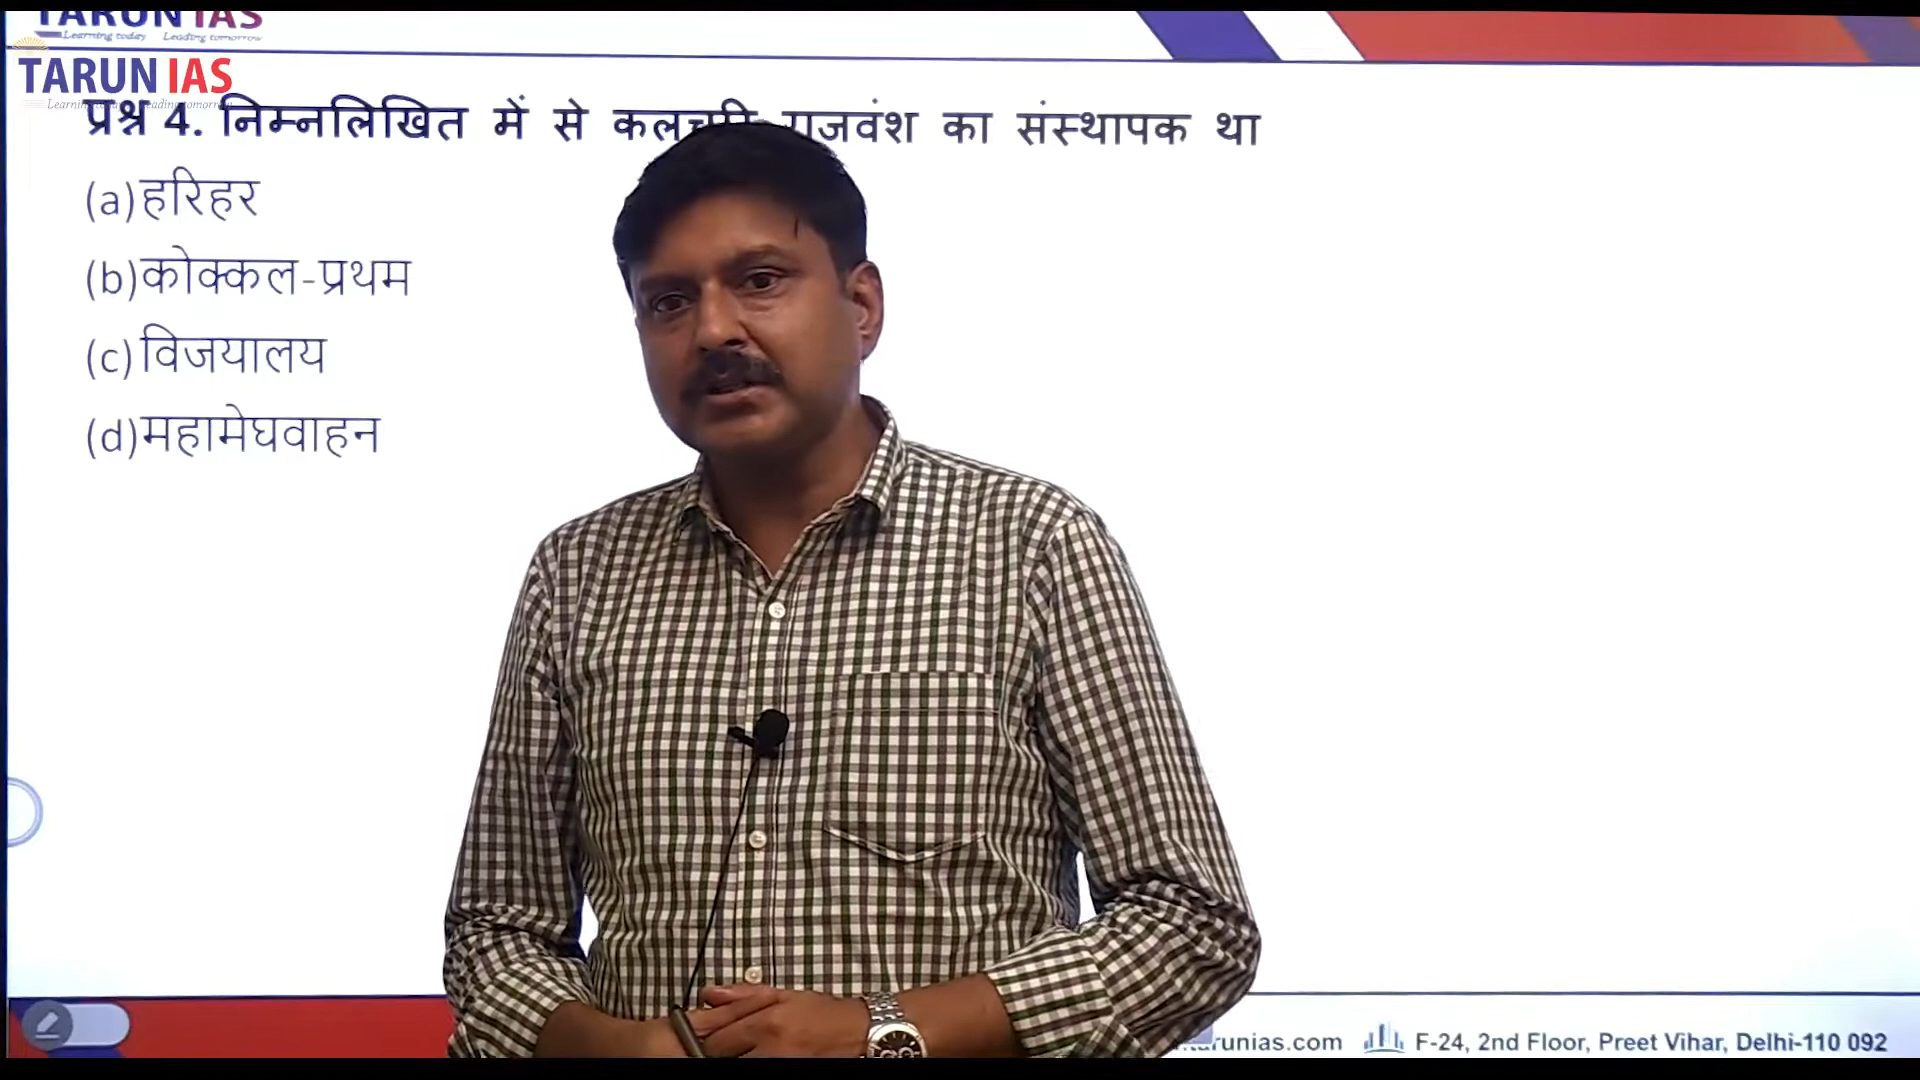 TARUN IAS
Learning today Leading tomorrow
TARUN IAS
प्रश्न 4. निम्नलिखित में से राजवंश का संस्थापक था
(a) हरिहर
(b) कोक्कल-प्रथम
(c) विजयालय
(d) महामेघवाहन
F-24, 2nd Floor, Preet Vihar, Delhi-110 092